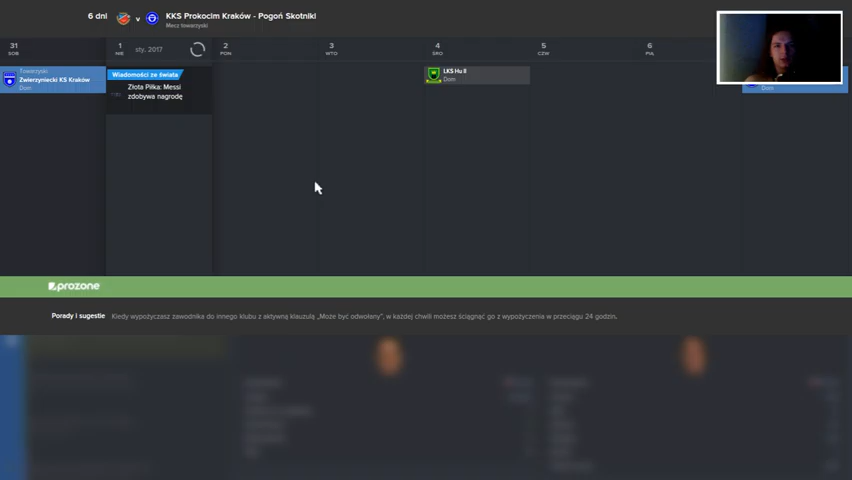 6 dni v KKS Prokocim Kraków - Pogoń Skotniki
Mecz towarzyski
31
SOB
1
NIE
sty, 2017
2
PON
3
WTO
4
ŚRO
5
CZW
6
PIĄ
Towarzyski
Zwierzyniecki KS Kraków
Dom
Wiadomości ze świata
Złota Piłka: Messi
zdobywa nagrodę
LKS Hu II
Dom
Dom
prozone
Porady i sugestie Kiedy wypożyczasz zawodnika do innego klubu z aktywną klauzulą „Może być odwołany”, w każdej chwili możesz ściągnąć go z wypożyczenia w przeciągu 24 godzin.